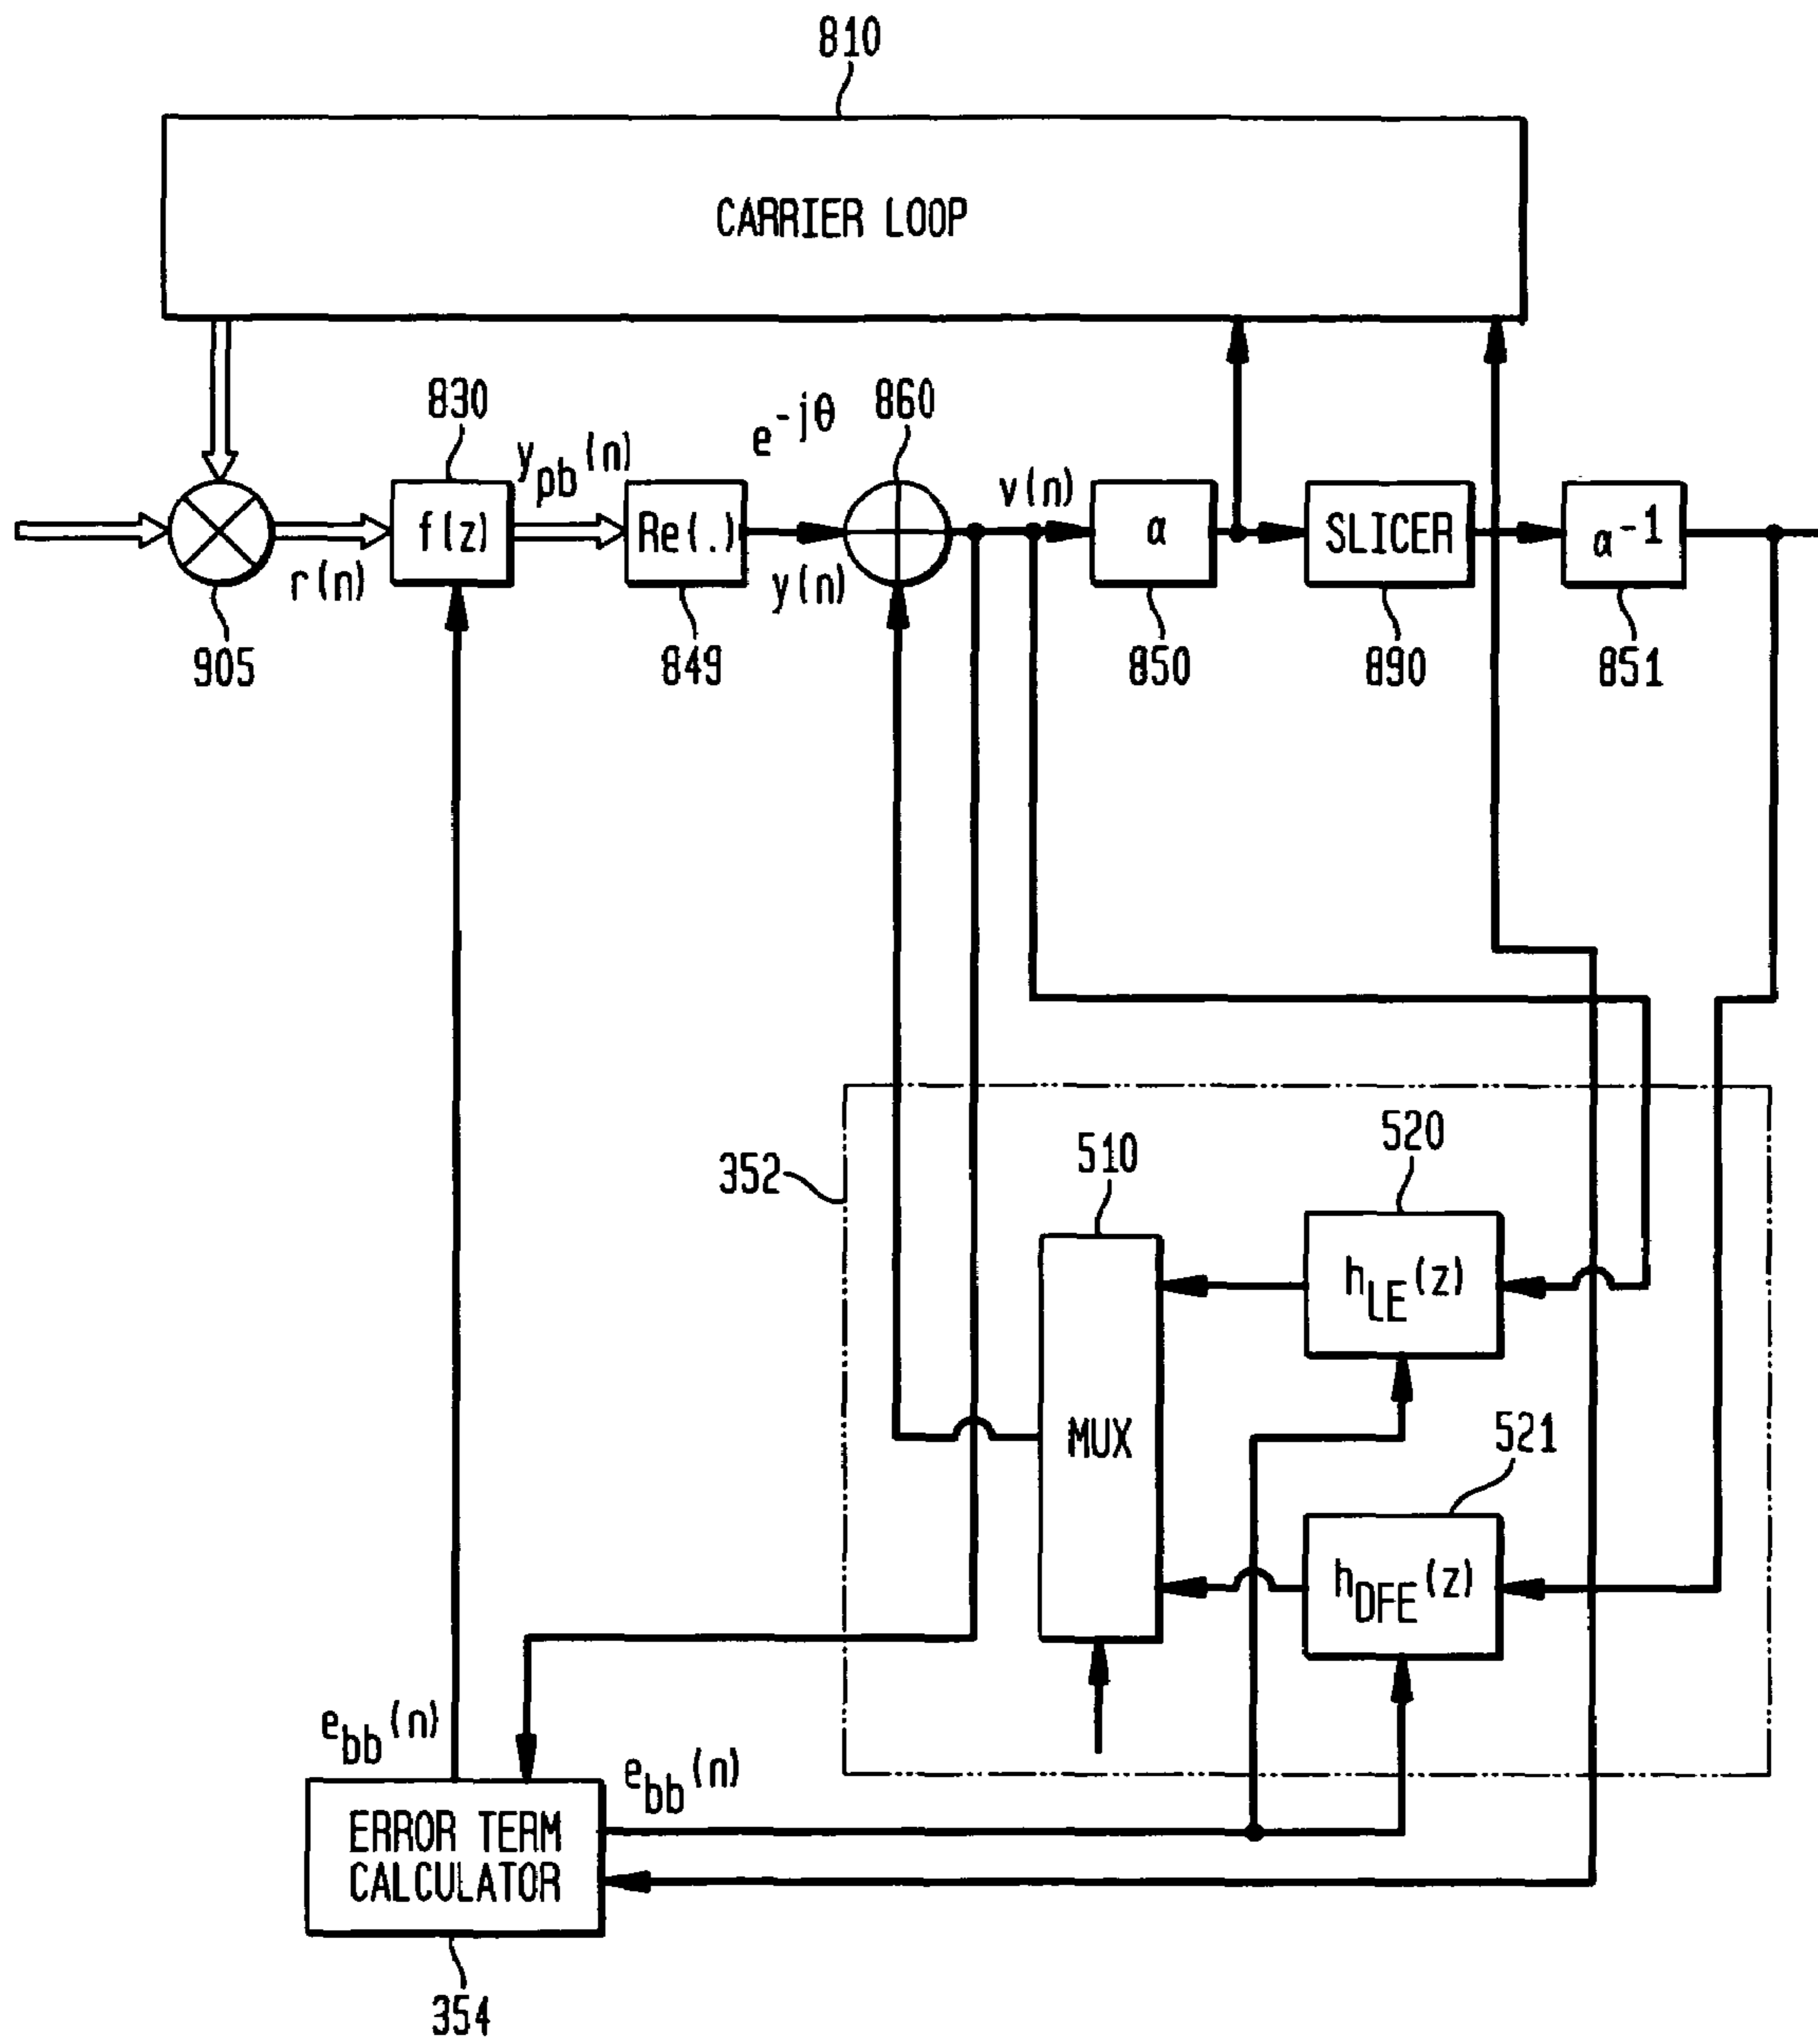 810
CARRIER LOOP
830
y_pb(n)
e^-jθ
860
v(n)
f(z)
Re(.)
α
SLICER
α^-1
r(n)
y(n)
905
849
850
890
851
352
510
520
h_LE(z)
MUX
521
h_DFE(z)
e_bb(n)
e_bb(n)
ERROR TERM
CALCULATOR
354